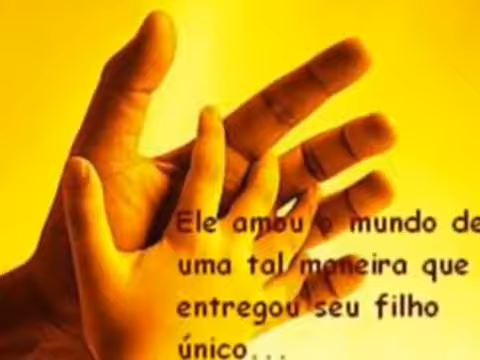 Ele amou o mundo de
uma tal maneira que
entregou seu filho
único...